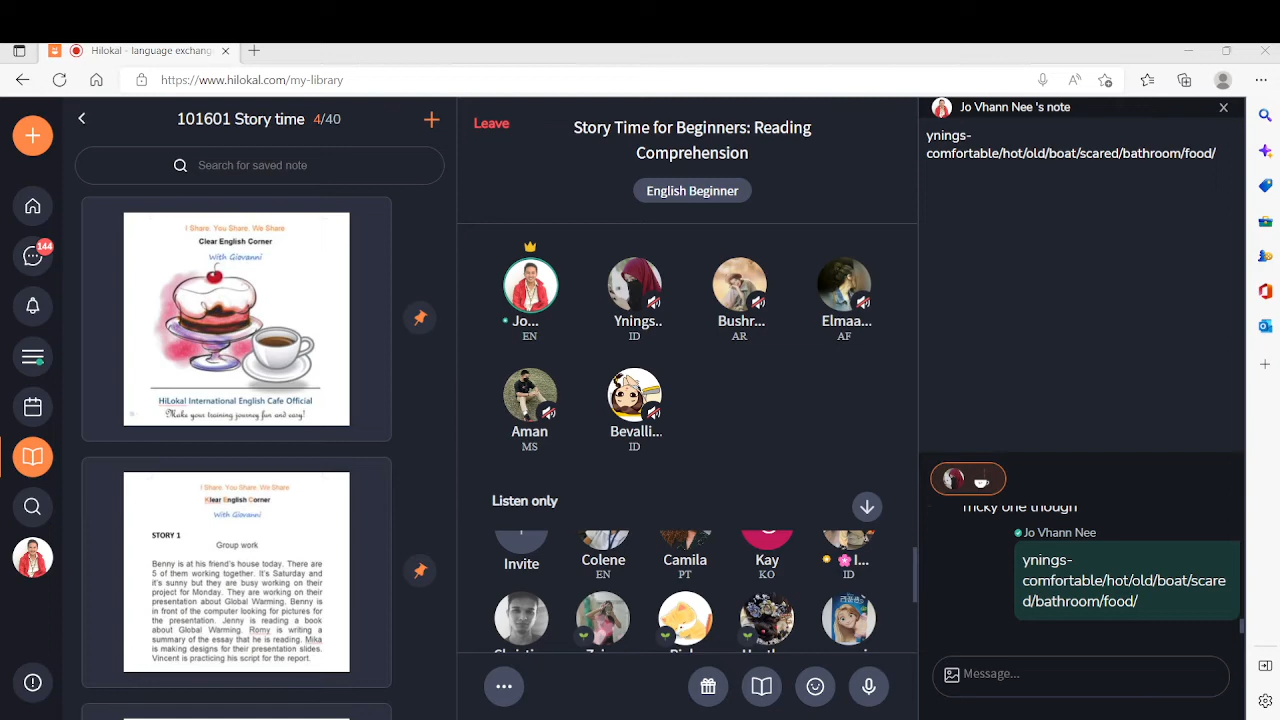 Hilokal - language exchang
https://www.hilokal.com/my-library
144
101601 Story time 4/40
Search for saved note
I Share. You Share. We Share
Clear English Corner
With Giovanni
HiLokal International English Cafe Official
Make your training journey fun and easy!
I Share. You Share. We Share
Klear English Corner
With Giovanni
STORY 1
Group work
Benny is at his friend's house today. There are
5 of them working together. It's Saturday and
it's sunny but they are busy working on their
project for Monday. They are working on their
presentation about Global Warming. Benny is
in front of the computer looking for pictures for
the presentation. Jenny is reading a book
about Global Warming. Romy is writing a
summary of the essay that he is reading. Mika
is making designs for their presentation slides.
Vincent is practicing his script for the report.
Leave
Story Time for Beginners: Reading
Comprehension
English Beginner
Jo... Ynings.. Bushr... Elmaa...
EN ID AR AF
Aman Bevalli...
MS ID
Listen only
Invite Colene Camila Kay I...
EN PT KO ID
Jo Vhann Nee 's note
ynings-
comfortable/hot/old/boat/scared/bathroom/food/
Tricky one though
Jo Vhann Nee
ynings-
comfortable/hot/old/boat/scare
d/bathroom/food/
Message...